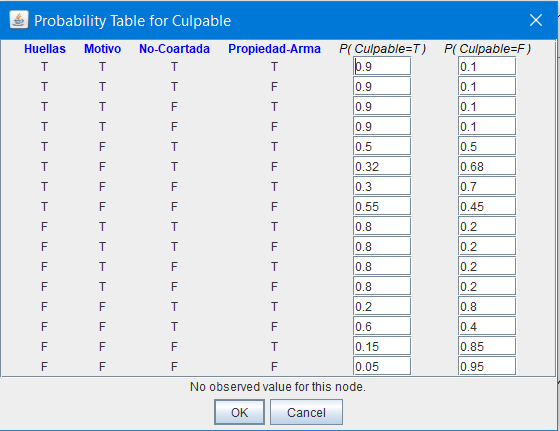 Probability Table for Culpable
Huellas Motivo No-Coartada Propiedad-Arma P( Culpable=T ) P( Culpable=F )
T T T T 0.9 0.1
T T T F 0.9 0.1
T T F T 0.9 0.1
T T F F 0.9 0.1
T F T T 0.5 0.5
T F T F 0.32 0.68
T F F T 0.3 0.7
T F F F 0.55 0.45
F T T T 0.8 0.2
F T T F 0.8 0.2
F T F T 0.8 0.2
F T F F 0.8 0.2
F F T T 0.2 0.8
F F T F 0.6 0.4
F F F T 0.15 0.85
F F F F 0.05 0.95
No observed value for this node.
OK Cancel